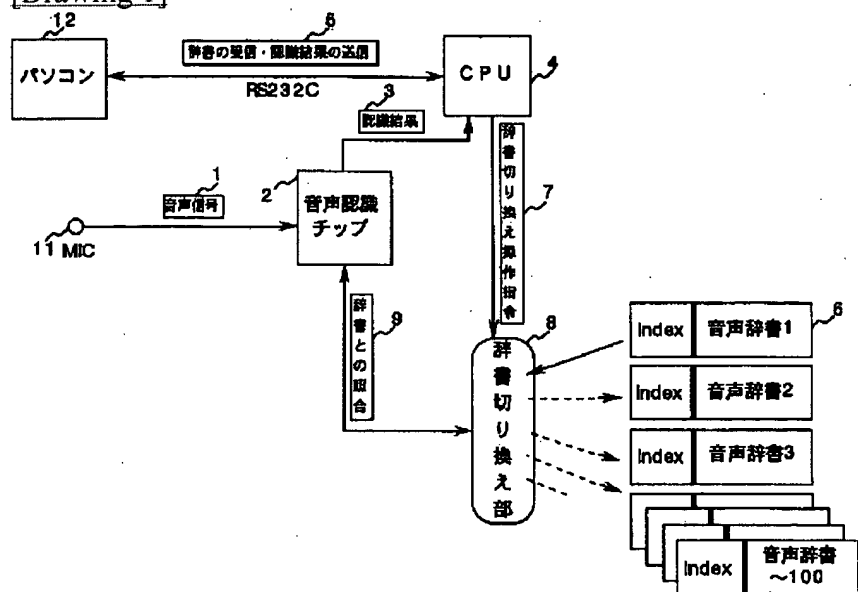 [Drawing 1]
12
パソコン
5
辞書の受信・認識結果の送信
RS232C
CPU
4
3
認識結果
1
音声信号
2
音声認識
チップ
11 MIC
辞書切り換え操作指令
7
辞書との照合
9
8
辞書切り換え部
Index 音声辞書1
6
Index 音声辞書2
Index 音声辞書3
Index 音声辞書
~100